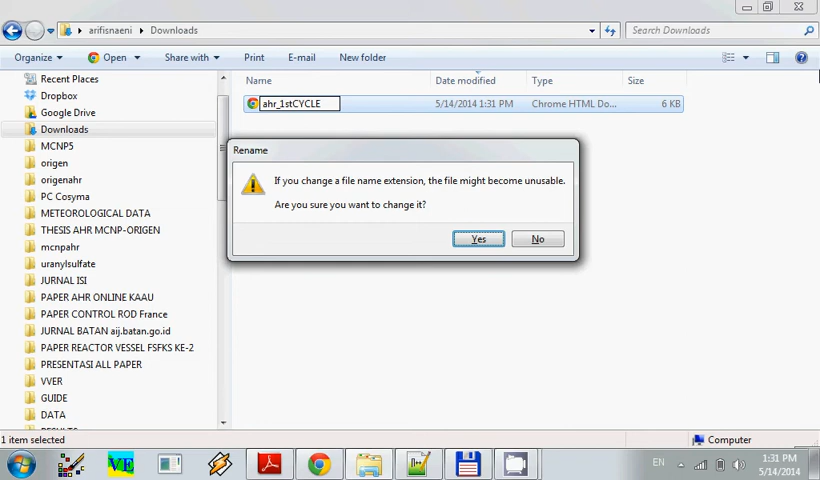 arifisnaeni
Downloads
Search Downloads
Organize
Open
Share with
Print
E-mail
New folder
Recent Places
Dropbox
Google Drive
Downloads
MCNP5
origen
origenahr
PC Cosyma
METEOROLOGICAL DATA
THESIS AHR MCNP-ORIGEN
mcnpahr
uranylsulfate
JURNAL ISI
PAPER AHR ONLINE KAAU
PAPER CONTROL ROD France
JURNAL BATAN aij.batan.go.id
PAPER REACTOR VESSEL FSFKS KE-2
PRESENTASI ALL PAPER
VVER
GUIDE
DATA
Name
Date modified
Type
Size
ahr_1stCYCLE
5/14/2014 1:31 PM
Chrome HTML Do...
6 KB
Rename
If you change a file name extension, the file might become unusable.
Are you sure you want to change it?
Yes
No
1 item selected
Computer
VE
EN
1:31 PM
5/14/2014